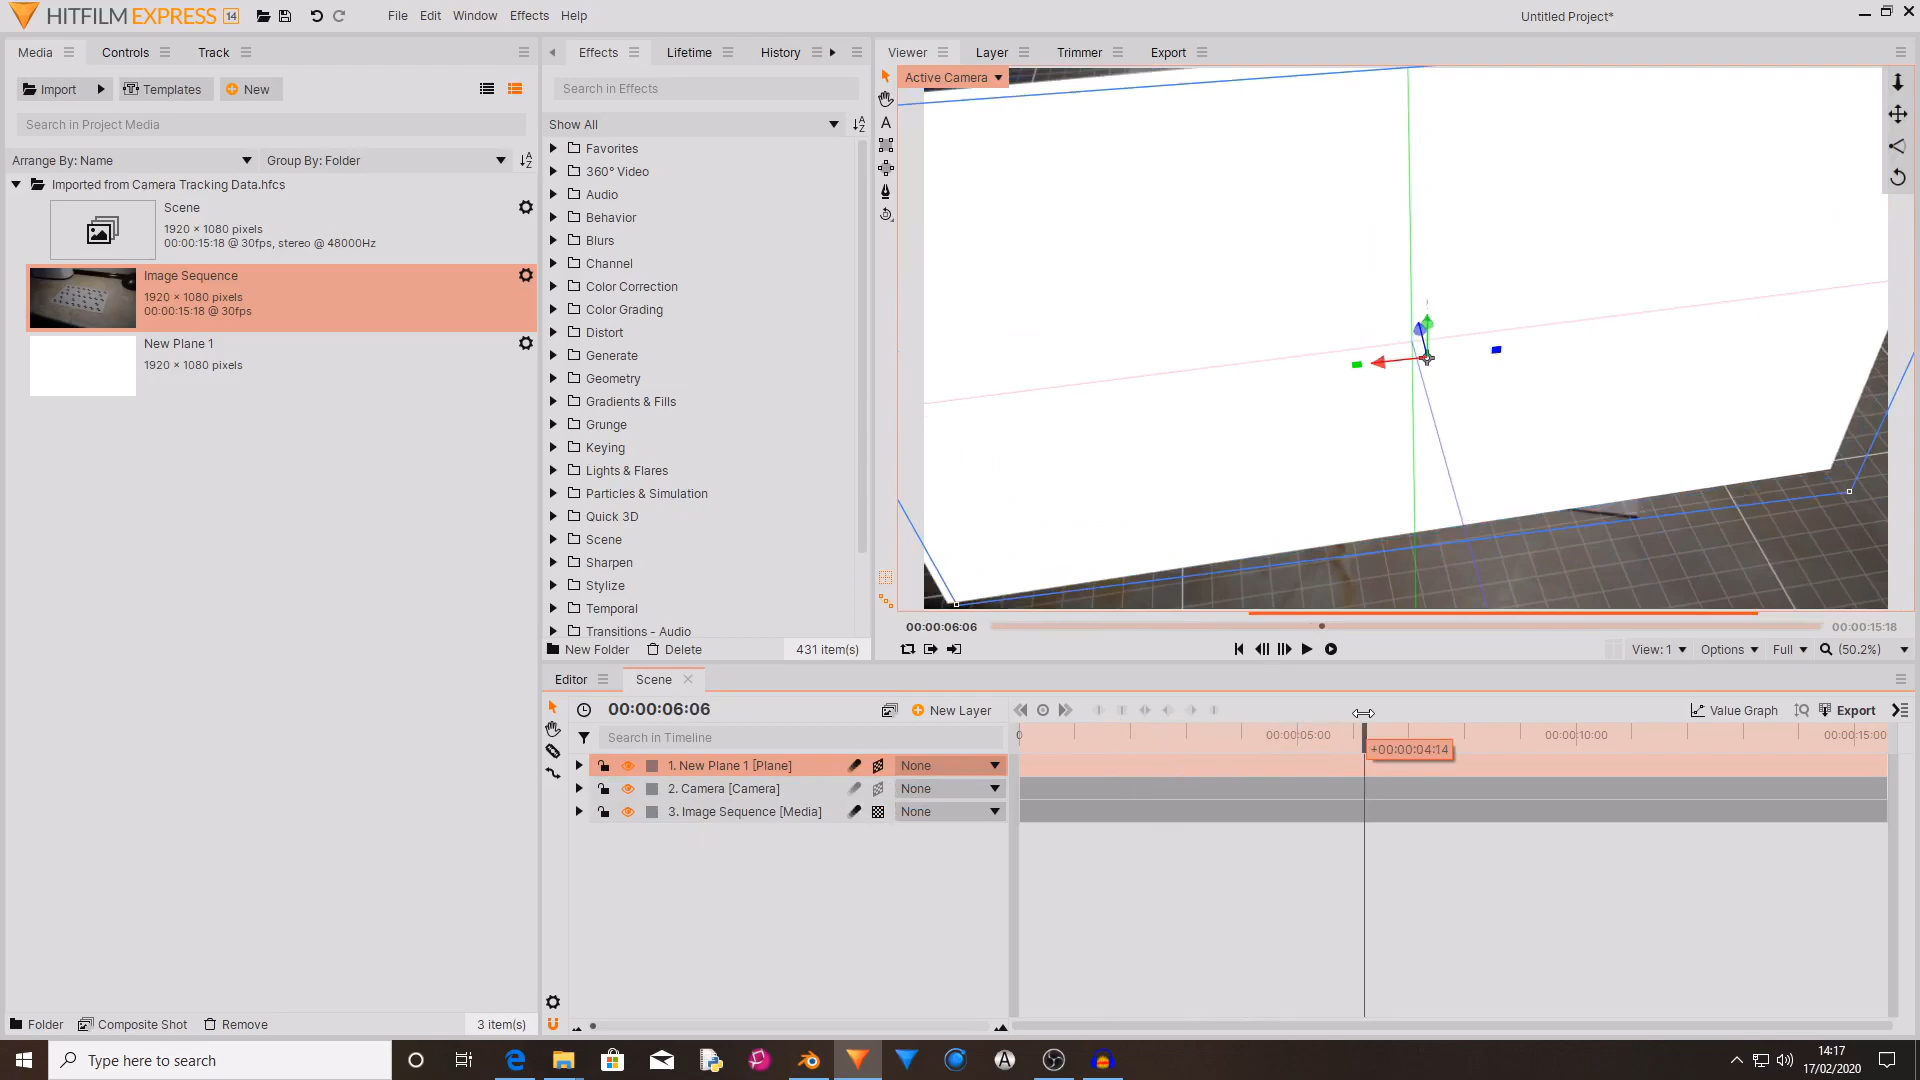 HITFILM EXPRESS 14
File Edit Window Effects Help
Untitled Project*
Media Controls Track
Import Templates New
Search in Project Media
Arrange By: Name Group By: Folder
Imported from Camera Tracking Data.hfcs
Scene
1920 × 1080 pixels
00:00:15:18 @ 30fps, stereo @ 48000Hz
Image Sequence
1920 × 1080 pixels
00:00:15:18 @ 30fps
New Plane 1
1920 × 1080 pixels
Folder Composite Shot Remove 3 item(s)
Effects Lifetime History
Search in Effects
Show All
Favorites
360° Video
Audio
Behavior
Blurs
Channel
Color Correction
Color Grading
Distort
Generate
Geometry
Gradients & Fills
Grunge
Keying
Lights & Flares
Particles & Simulation
Quick 3D
Scene
Sharpen
Stylize
Temporal
Transitions - Audio
New Folder Delete 431 item(s)
Viewer Layer Trimmer Export
Active Camera
A
00:00:06:06 00:00:15:18
View: 1 Options Full (50.2%)
Editor Scene
00:00:06:06 New Layer Value Graph Export
Search in Timeline
0 00:00:05:00 00:00:10:00 00:00:15:00
+00:00:04:14
1. New Plane 1 [Plane] None
2. Camera [Camera] None
3. Image Sequence [Media] None
Type here to search
14:17
17/02/2020